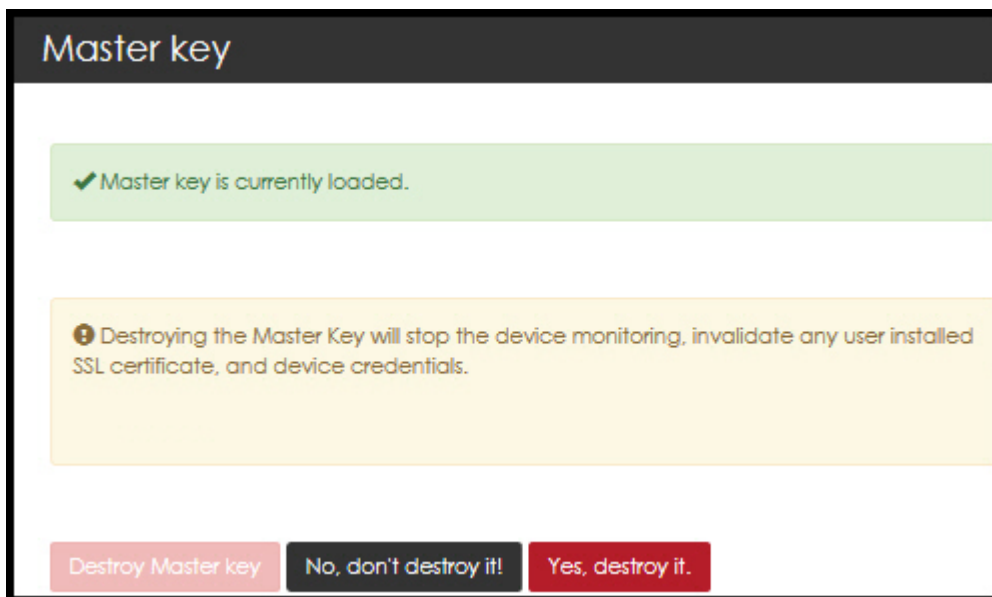 Master key
Master key is currently loaded.
Destroying the Master Key will stop the device monitoring, invalidate any user installed
SSL certificate, and device credentials.
Destroy Master key No, don't destroy it! Yes, destroy it.